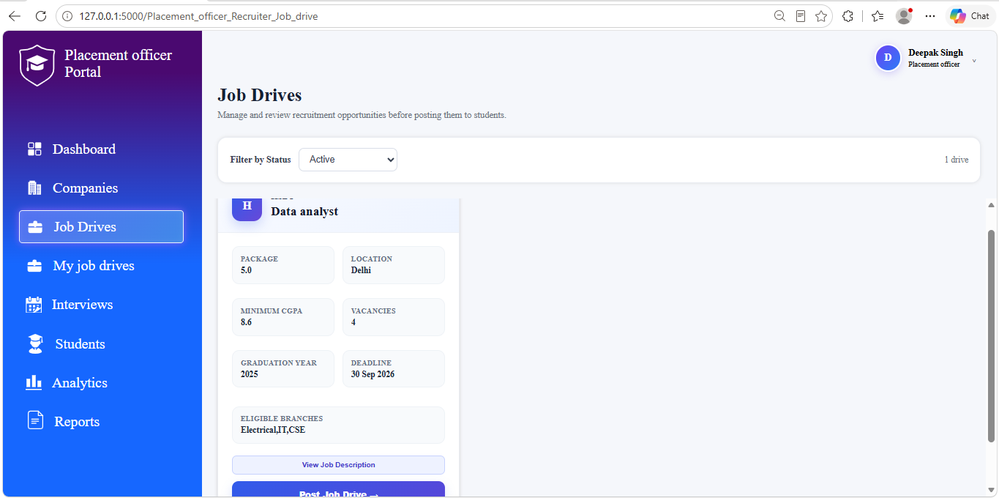 127.0.0.1:5000/Placement_officer_Recruiter_Job_drive
Chat
Placement officer
Portal
Dashboard
Companies
Job Drives
My job drives
Interviews
Students
Analytics
Reports
D
Deepak Singh
Placement officer
Job Drives
Manage and review recruitment opportunities before posting them to students.
Filter by Status
Active
1 drive
H
Data analyst
PACKAGE
5.0
LOCATION
Delhi
MINIMUM CGPA
8.6
VACANCIES
4
GRADUATION YEAR
2025
DEADLINE
30 Sep 2026
ELIGIBLE BRANCHES
Electrical,IT,CSE
View Job Description
Post Job Drive →